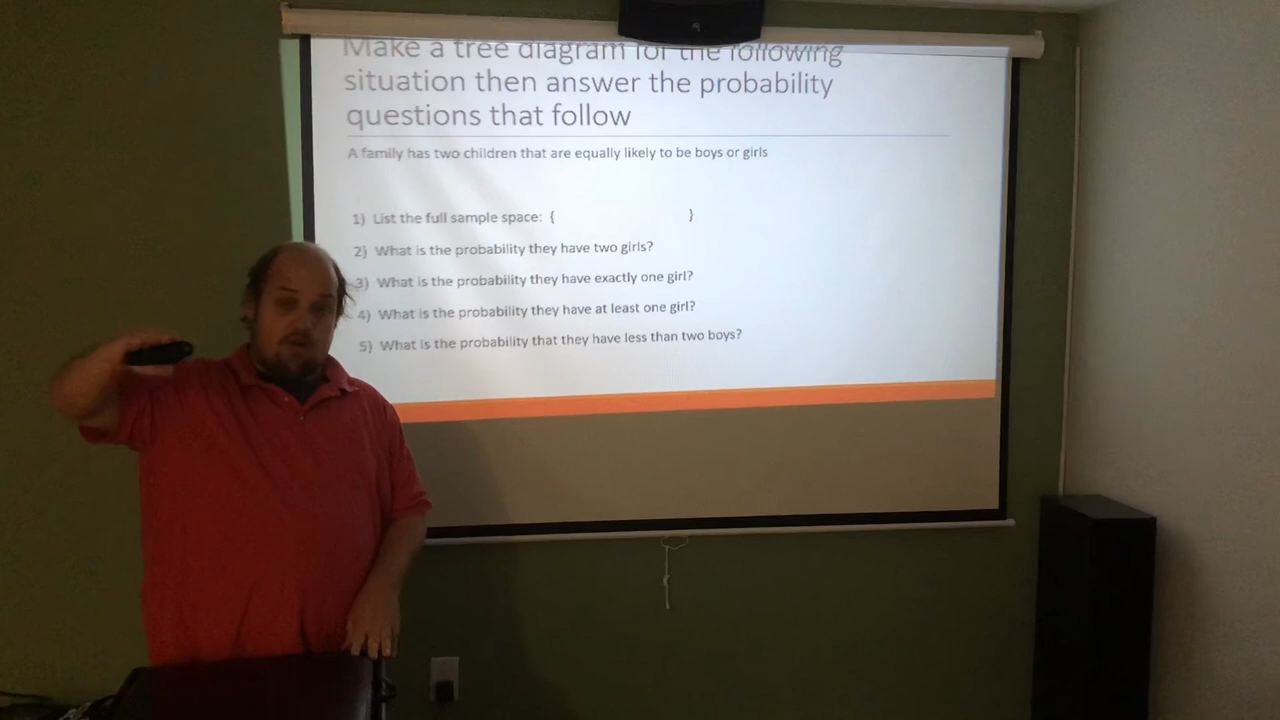 Make a tree diagram for the following
situation then answer the probability
questions that follow
A family has two children that are equally likely to be boys or girls
1) List the full sample space: { }
2) What is the probability they have two girls?
3) What is the probability they have exactly one girl?
4) What is the probability they have at least one girl?
5) What is the probability that they have less than two boys?